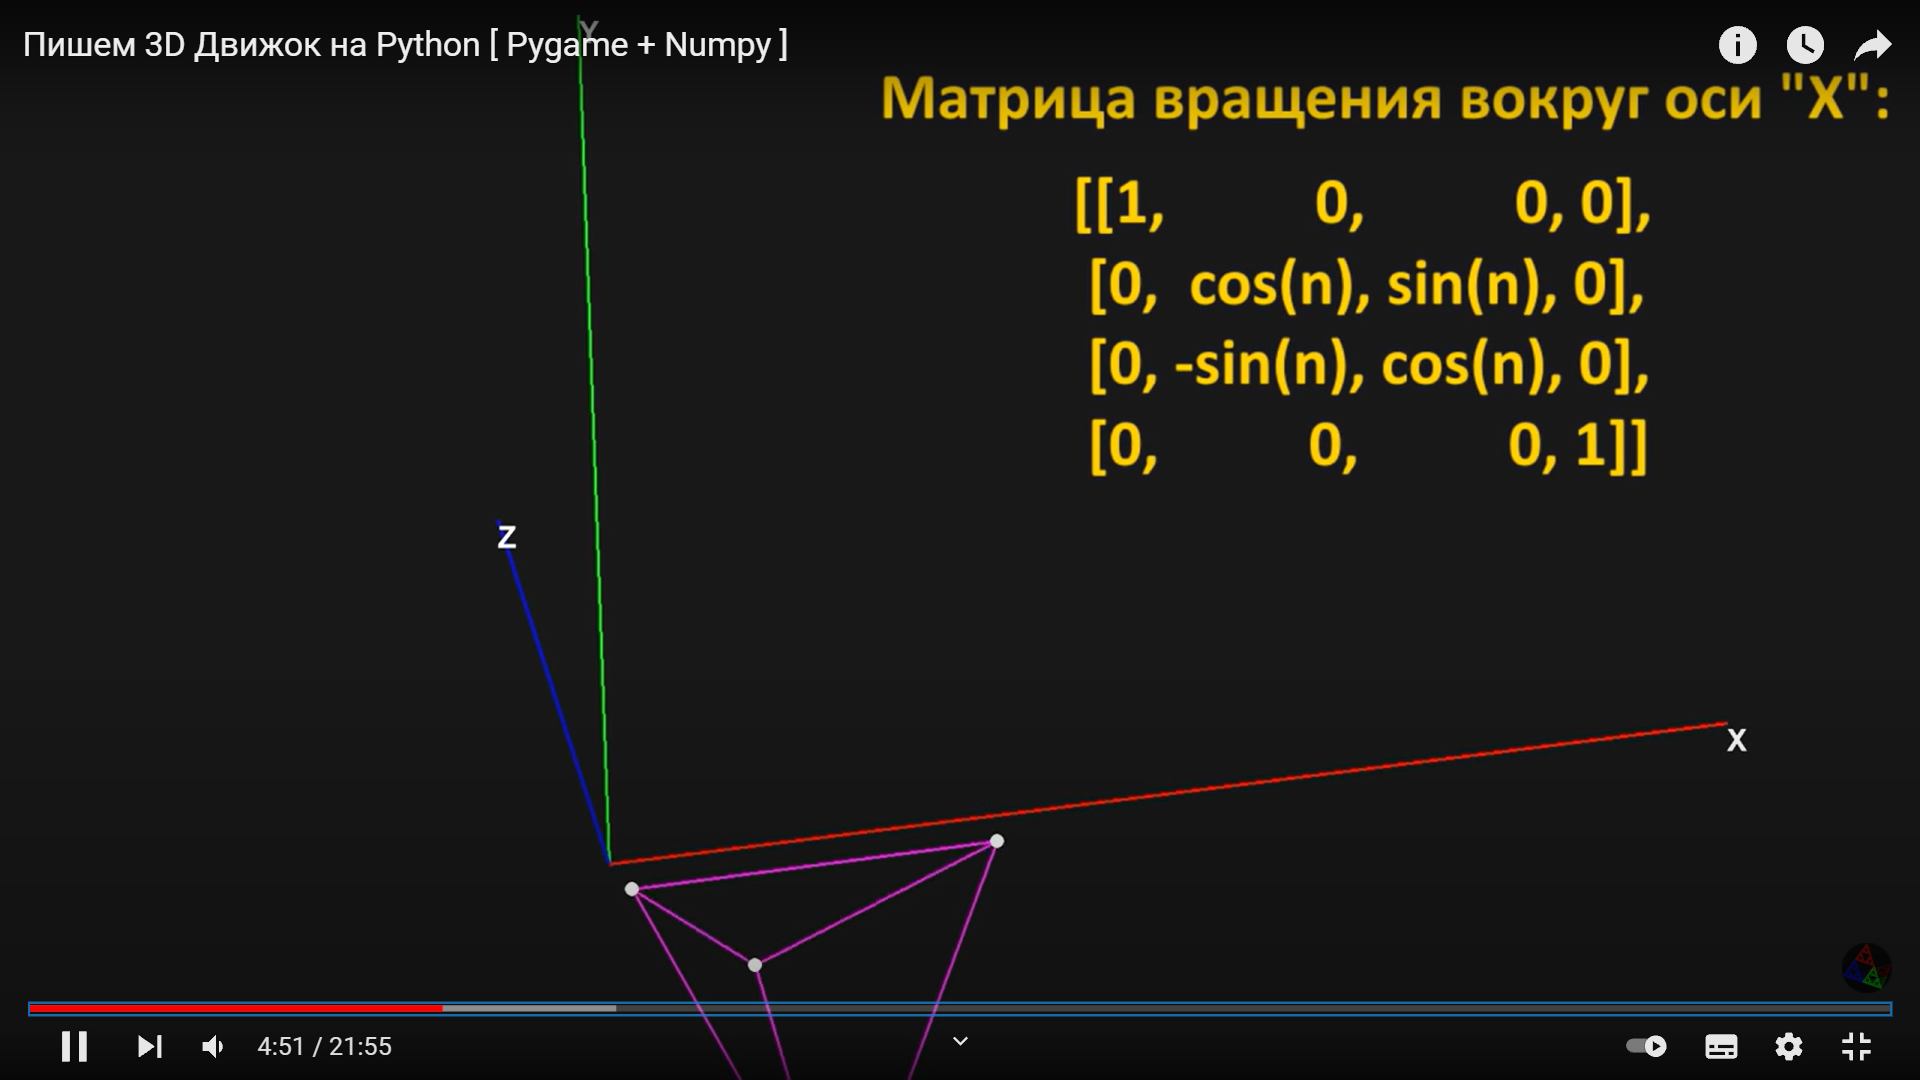 Y
Пишем 3D Движок на Python [ Pygame + Numpy ]
Матрица вращения вокруг оси "X":
[[1, 0, 0, 0],
[0, cos(n), sin(n), 0],
[0, -sin(n), cos(n), 0],
[0, 0, 0, 1]]
Z
X
4:51 / 21:55